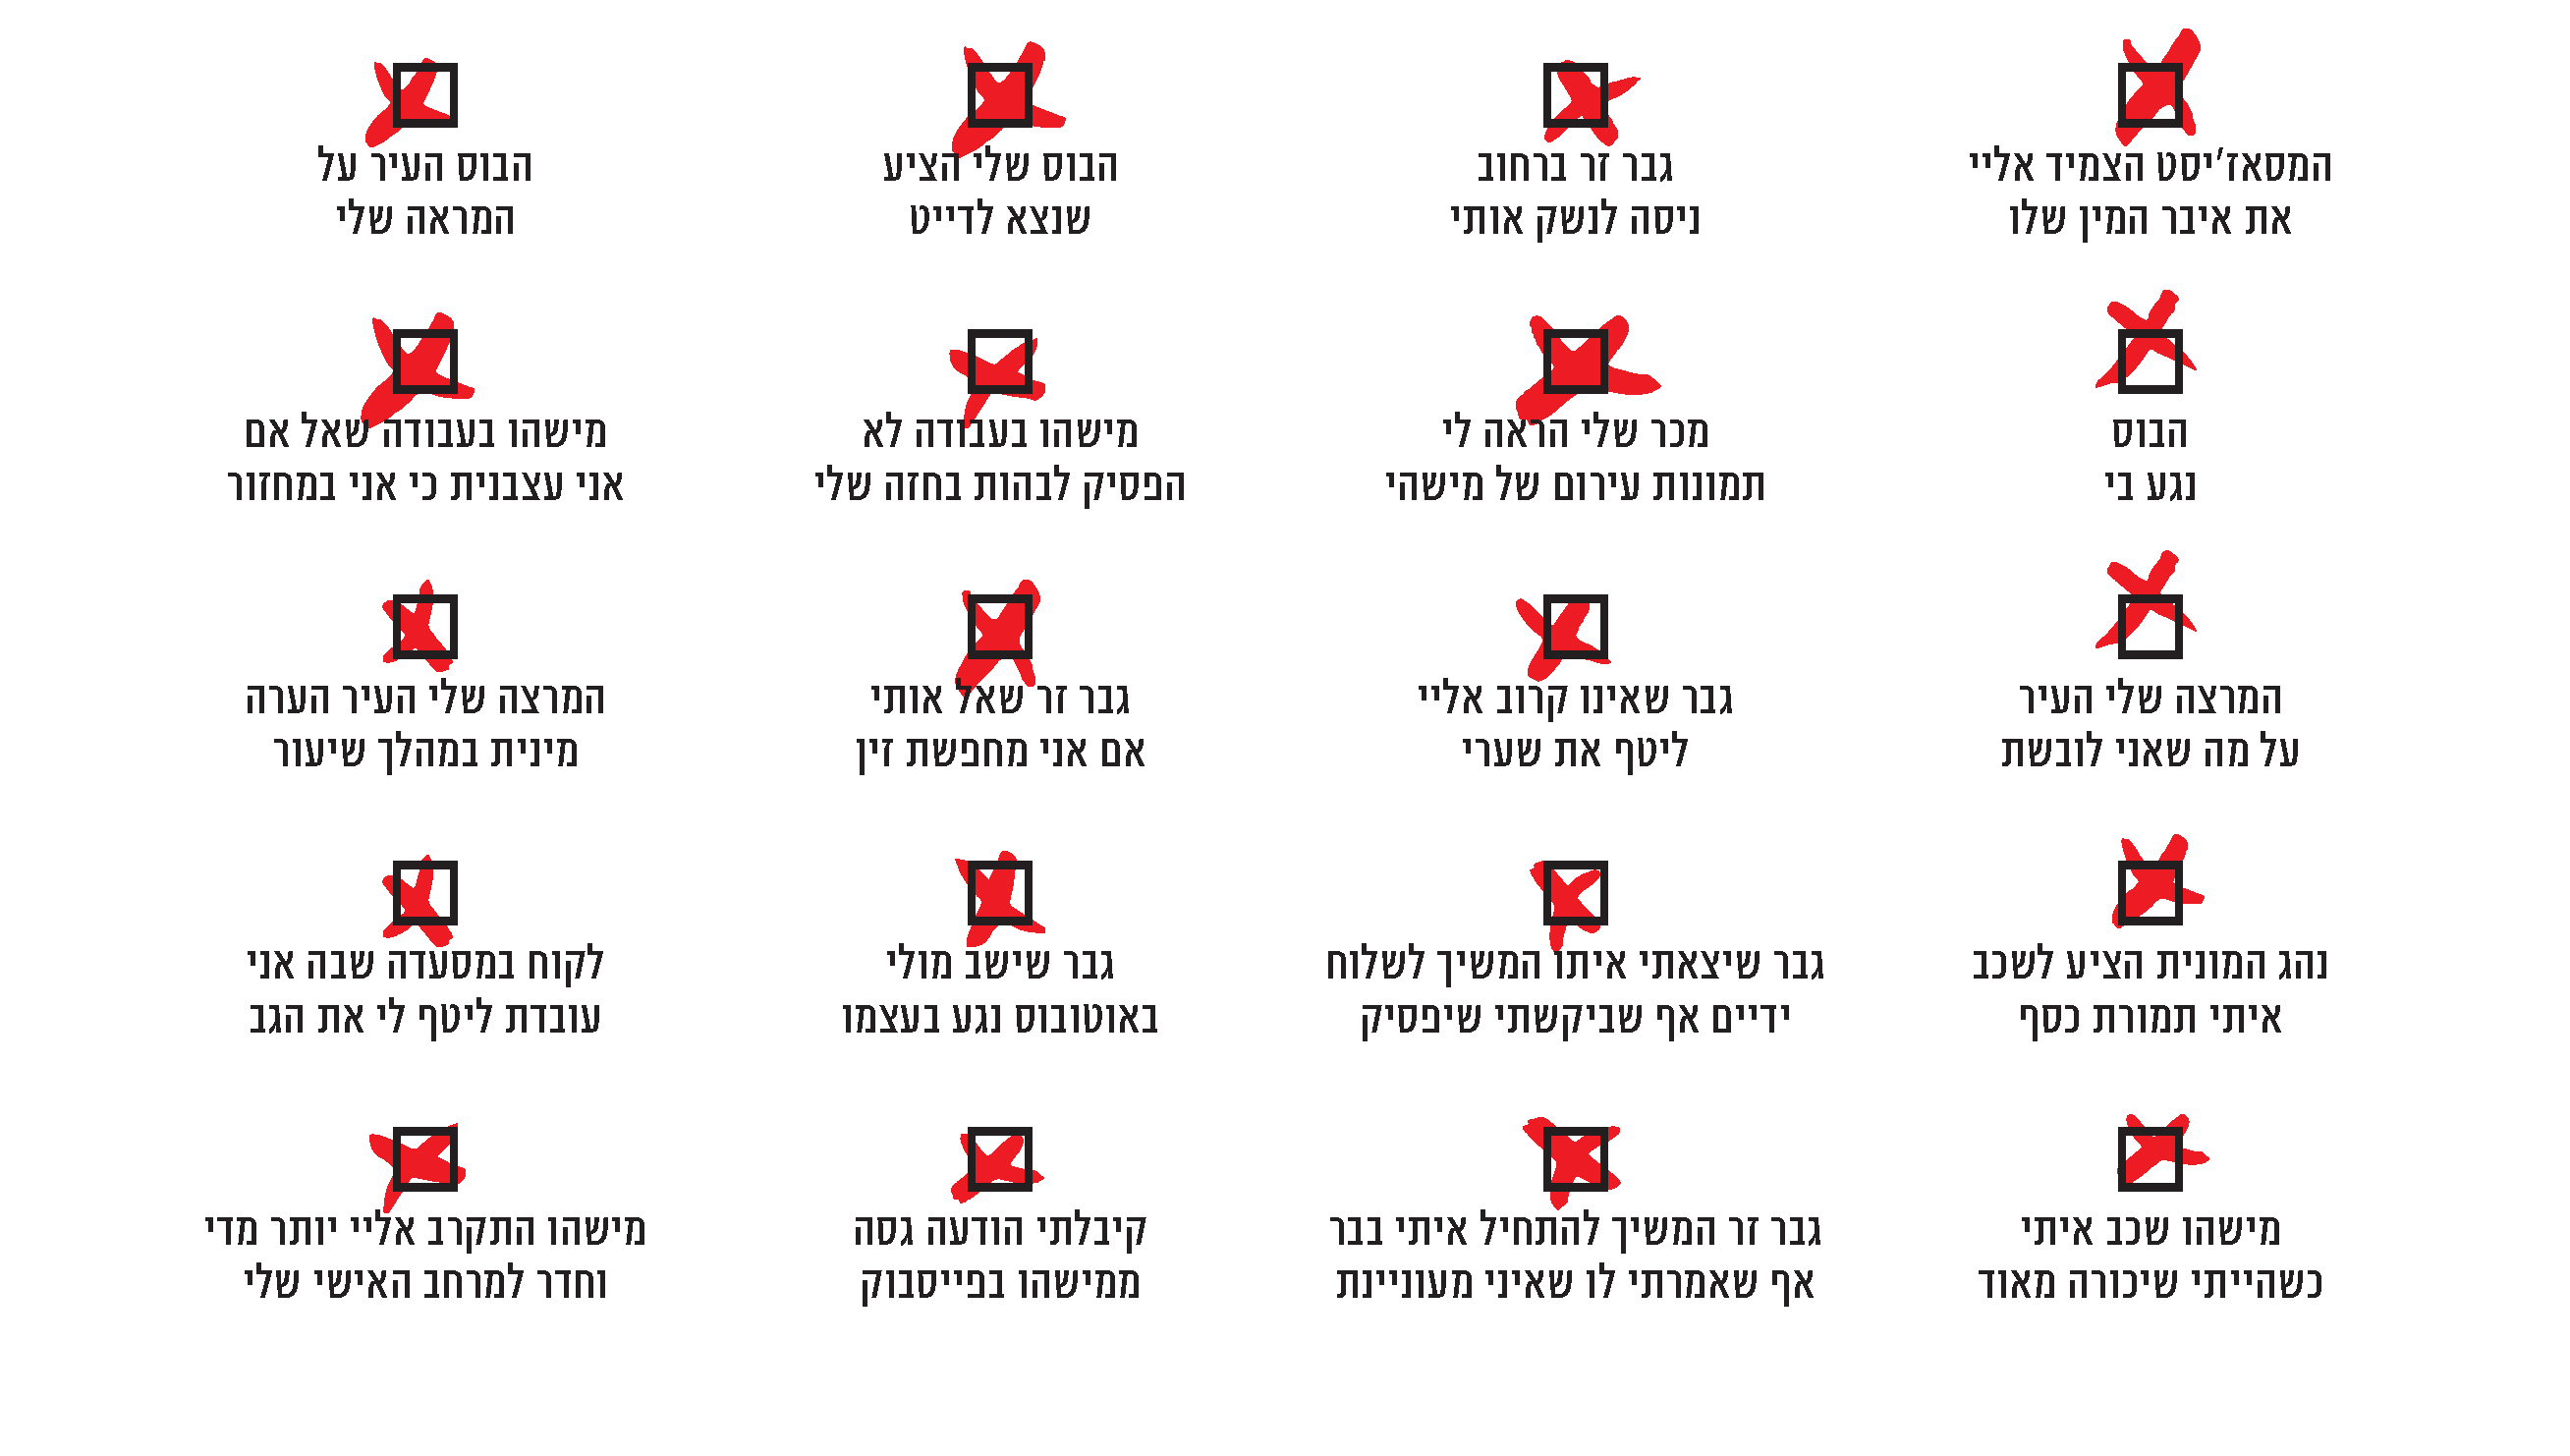 המסאז'יסט הצמיד אליי
את איבר המין שלו
גבר זר ברחוב
ניסה לנשק אותי
הבוס שלי הציע
שנצא לדייט
הבוס העיר על
המראה שלי
הבוס
נגע בי
מכר שלי הראה לי
תמונות עירום של מישהי
מישהו בעבודה לא
הפסיק לבהות בחזה שלי
מישהו בעבודה שאל אם
אני עצבנית כי אני במחזור
המרצה שלי העיר
על מה שאני לובשת
גבר שאינו קרוב אליי
ליטף את שערי
גבר זר שאל אותי
אם אני מחפשת זין
המרצה שלי העיר הערה
מינית במהלך שיעור
נהג המונית הציע לשכב
איתי תמורת כסף
גבר שיצאתי איתו המשיך לשלוח
ידיים אף שביקשתי שיפסיק
גבר שישב מולי
באוטובוס נגע בעצמו
לקוח במסעדה שבה אני
עובדת ליטף לי את הגב
מישהו שכב איתי
כשהייתי שיכורה מאוד
גבר זר המשיך להתחיל איתי בבר
אף שאמרתי לו שאיני מעוניינת
קיבלתי הודעה גסה
ממישהו בפייסבוק
מישהו התקרב אליי יותר מדי
וחדר למרחב האישי שלי